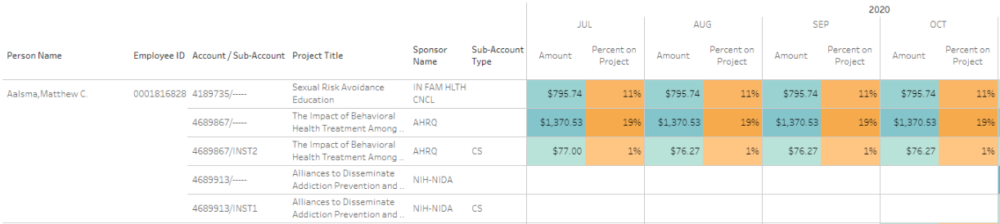 2020
JUL AUG SEP OCT
Person Name Employee ID Account / Sub-Account Project Title Sponsor Name Sub-Account Type Amount Percent on Project Amount Percent on Project Amount Percent on Project Amount Percent on Project
Aalsma,Matthew C. 0001816828 4189735/----- Sexual Risk Avoidance Education IN FAM HLTH CNCL $795.74 11% $795.74 11% $795.74 11% $795.74 11%
4689867/----- The Impact of Behavioral Health Treatment Among .. AHRQ $1,370.53 19% $1,370.53 19% $1,370.53 19% $1,370.53 19%
4689867/INST2 The Impact of Behavioral Health Treatment Among .. AHRQ CS $77.00 1% $76.27 1% $76.27 1% $76.27 1%
4689913/----- Alliances to Disseminate Addiction Prevention and .. NIH-NIDA
4689913/INST1 Alliances to Disseminate Addiction Prevention and .. NIH-NIDA CS